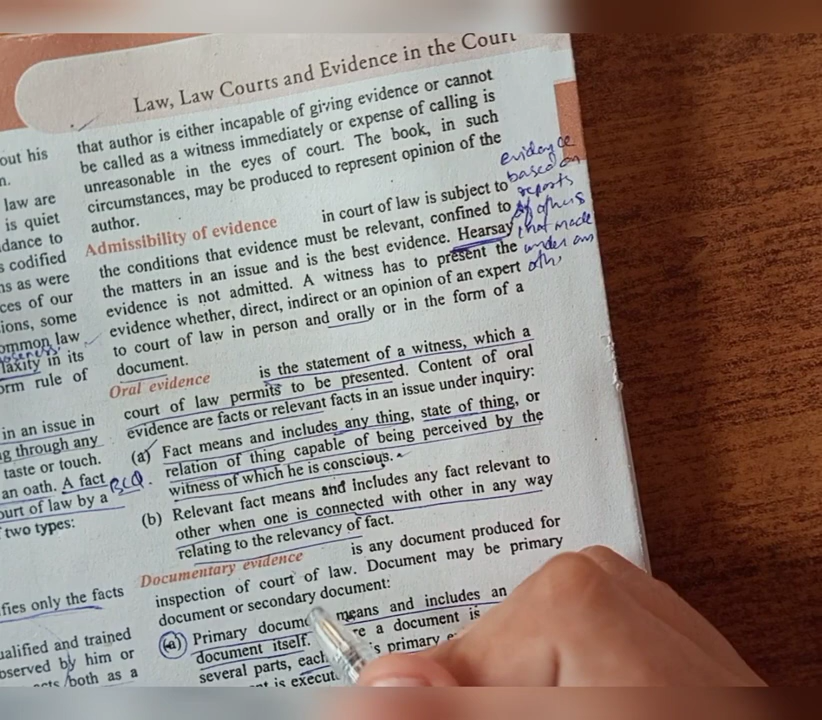 Law, Law Courts and Evidence in the Court
out his
n.
law are
is quiet
dance to
s codified
ns as were
ces of our
ions, some
ommon law
laxity in its
orm rule of
in an issue in
ng through any
taste or touch.
an oath. A fact
ourt of law by a
two types:
fies only the facts
ualified and trained
bserved by him or
both as a
that author is either incapable of giving evidence or cannot
be called as a witness immediately or expense of calling is
unreasonable in the eyes of court. The book, in such
circumstances, may be produced to represent opinion of the
author.
Admissibility of evidence in court of law is subject to
the conditions that evidence must be relevant, confined to
the matters in an issue and is the best evidence. Hearsay
evidence is not admitted. A witness has to present the
evidence whether, direct, indirect or an opinion of an expert
to court of law in person and orally or in the form of a
document.
evidence
based on
reports
of others
that made
under an
oth
Oral evidence is the statement of a witness, which a
court of law permits to be presented. Content of oral
evidence are facts or relevant facts in an issue under inquiry:
(a) Fact means and includes any thing, state of thing, or
relation of thing capable of being perceived by the
witness of which he is conscious.
BCQ.
(b) Relevant fact means and includes any fact relevant to
other when one is connected with other in any way
relating to the relevancy of fact.
Documentary evidence is any document produced for
inspection of court of law. Document may be primary
document or secondary document:
(a) Primary docum means and includes an
document itself. re a document is
several parts, each s primary e
nt is execut